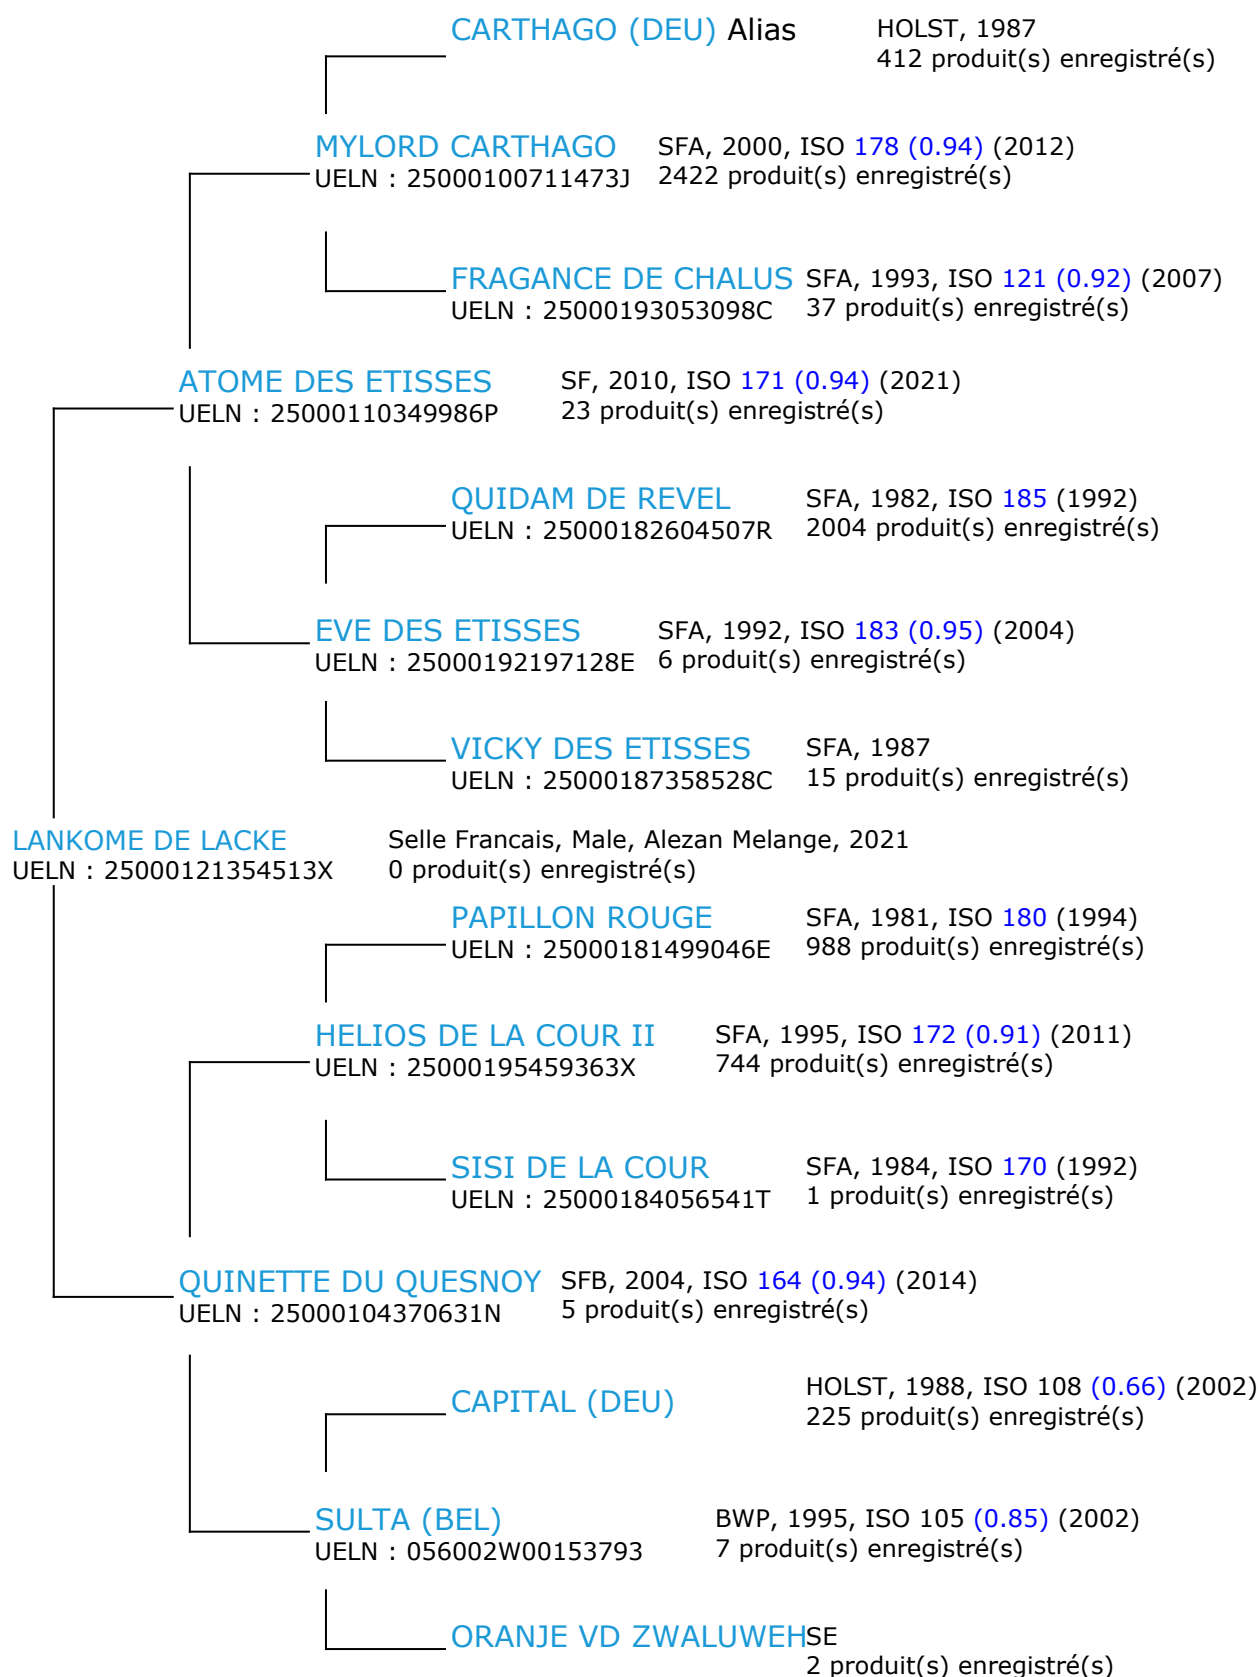 CARTHAGO (DEU) Alias
HOLST, 1987
412 produit(s) enregistré(s)
MYLORD CARTHAGO
UELN : 25000100711473J
SFA, 2000, ISO 178 (0.94) (2012)
2422 produit(s) enregistré(s)
FRAGANCE DE CHALUS
UELN : 25000193053098C
SFA, 1993, ISO 121 (0.92) (2007)
37 produit(s) enregistré(s)
ATOME DES ETISSES
UELN : 25000110349986P
SF, 2010, ISO 171 (0.94) (2021)
23 produit(s) enregistré(s)
QUIDAM DE REVEL
UELN : 25000182604507R
SFA, 1982, ISO 185 (1992)
2004 produit(s) enregistré(s)
EVE DES ETISSES
UELN : 25000192197128E
SFA, 1992, ISO 183 (0.95) (2004)
6 produit(s) enregistré(s)
VICKY DES ETISSES
UELN : 25000187358528C
SFA, 1987
15 produit(s) enregistré(s)
LANKOME DE LACKE
UELN : 25000121354513X
Selle Francais, Male, Alezan Melange, 2021
0 produit(s) enregistré(s)
PAPILLON ROUGE
UELN : 25000181499046E
SFA, 1981, ISO 180 (1994)
988 produit(s) enregistré(s)
HELIOS DE LA COUR II
UELN : 25000195459363X
SFA, 1995, ISO 172 (0.91) (2011)
744 produit(s) enregistré(s)
SISI DE LA COUR
UELN : 25000184056541T
SFA, 1984, ISO 170 (1992)
1 produit(s) enregistré(s)
QUINETTE DU QUESNOY
UELN : 25000104370631N
SFB, 2004, ISO 164 (0.94) (2014)
5 produit(s) enregistré(s)
CAPITAL (DEU)
HOLST, 1988, ISO 108 (0.66) (2002)
225 produit(s) enregistré(s)
SULTA (BEL)
UELN : 056002W00153793
BWP, 1995, ISO 105 (0.85) (2002)
7 produit(s) enregistré(s)
ORANJE VD ZWALUWEH
SE
2 produit(s) enregistré(s)